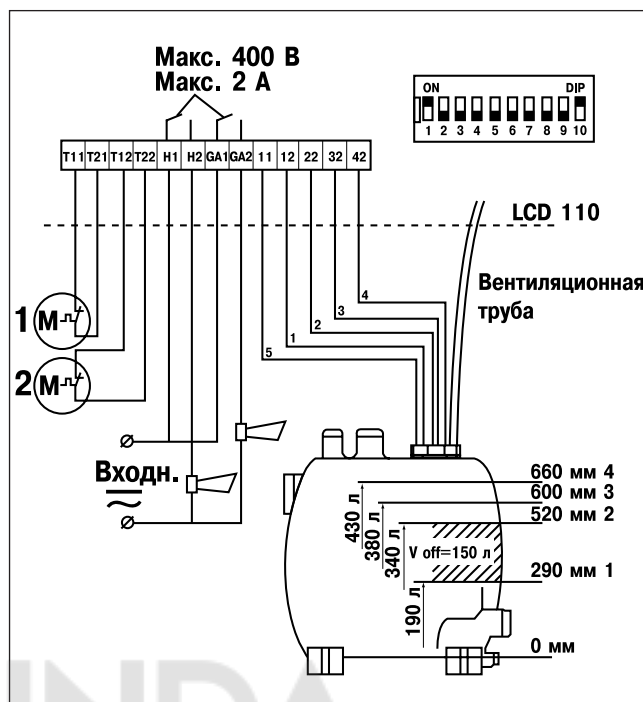 Макс. 400 В
Макс. 2 А
ON DIP
1 2 3 4 5 6 7 8 9 10
T11 T21 T12 T22 H1 H2 GA1 GA2 11 12 22 32 42
LCD 110
Вентиляционная
труба
4
3
2
1
5
1 M
2 M
Входн.
660 мм 4
600 мм 3
520 мм 2
290 мм 1
0 мм
430 л
380 л
340 л
V off=150 л
190 л